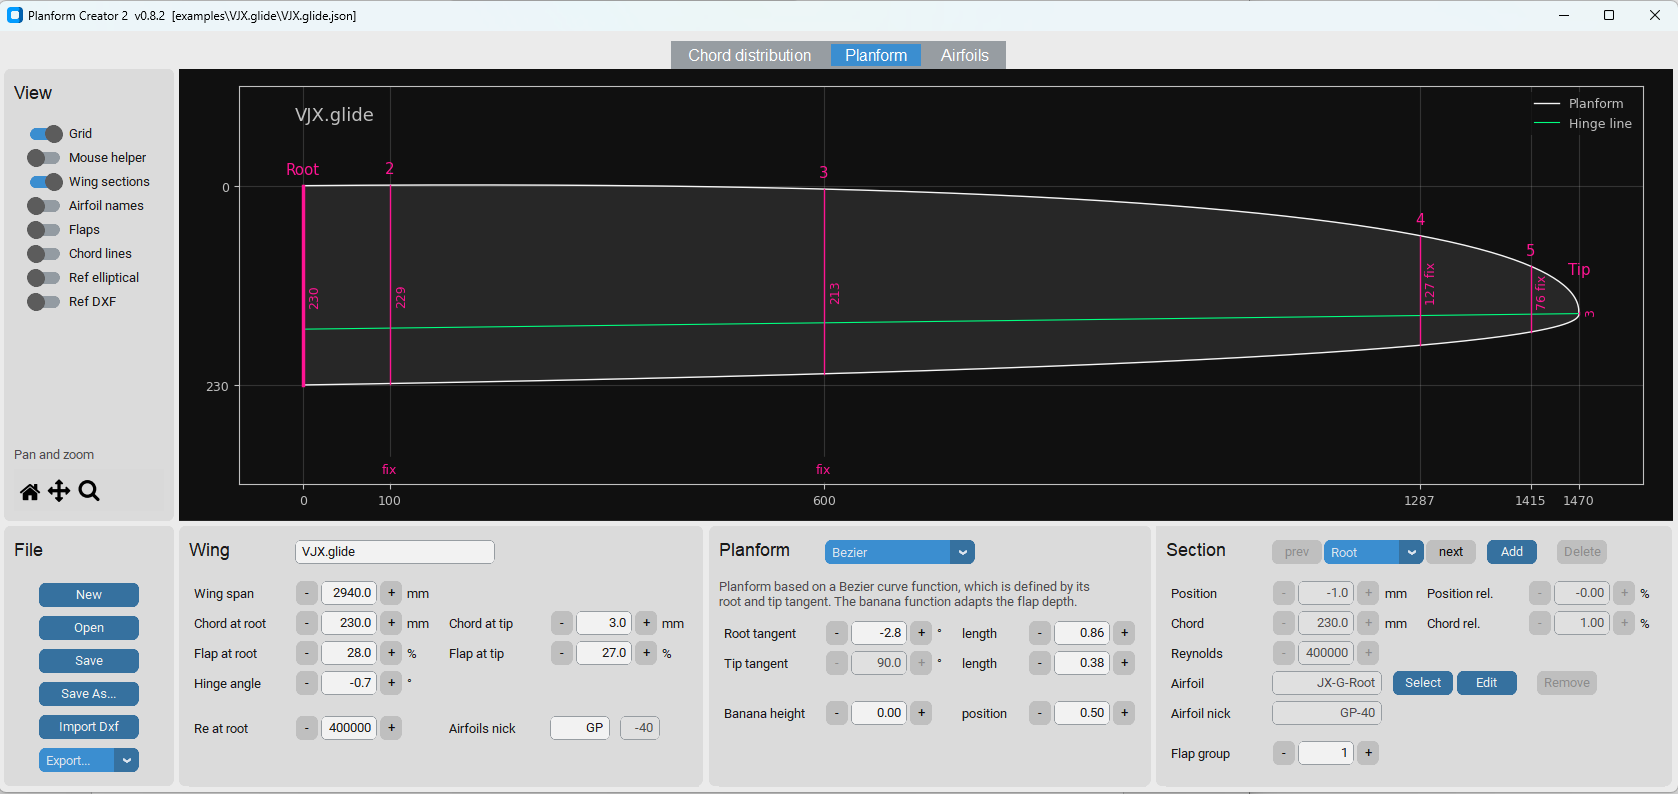 Planform Creator 2  v0.8.2  [examples\VJX.glide\VJX.glide.json]
Chord distribution Planform Airfoils
View
Grid
Mouse helper
Wing sections
Airfoil names
Flaps
Chord lines
Ref elliptical
Ref DXF
Pan and zoom
VJX.glide
Planform
Hinge line
Root 2 3 4 5 Tip
0
230
230 229 213 127 fix 76 fix 3
fix fix
0 100 600 1287 1415 1470
File
New
Open
Save
Save As...
Import Dxf
Export...
Wing VJX.glide
Wing span - 2940.0 + mm
Chord at root - 230.0 + mm Chord at tip - 3.0 + mm
Flap at root - 28.0 + % Flap at tip - 27.0 + %
Hinge angle - -0.7 + °
Re at root - 400000 + Airfoils nick GP -40
Planform Bezier
Planform based on a Bezier curve function, which is defined by its
root and tip tangent. The banana function adapts the flap depth.
Root tangent - -2.8 + ° length - 0.86 +
Tip tangent - 90.0 + ° length - 0.38 +
Banana height - 0.00 + position - 0.50 +
Section prev Root next Add Delete
Position - -1.0 + mm Position rel. - -0.00 + %
Chord - 230.0 + mm Chord rel. - 1.00 + %
Reynolds - 400000 +
Airfoil JX-G-Root Select Edit Remove
Airfoil nick GP-40
Flap group - 1 +